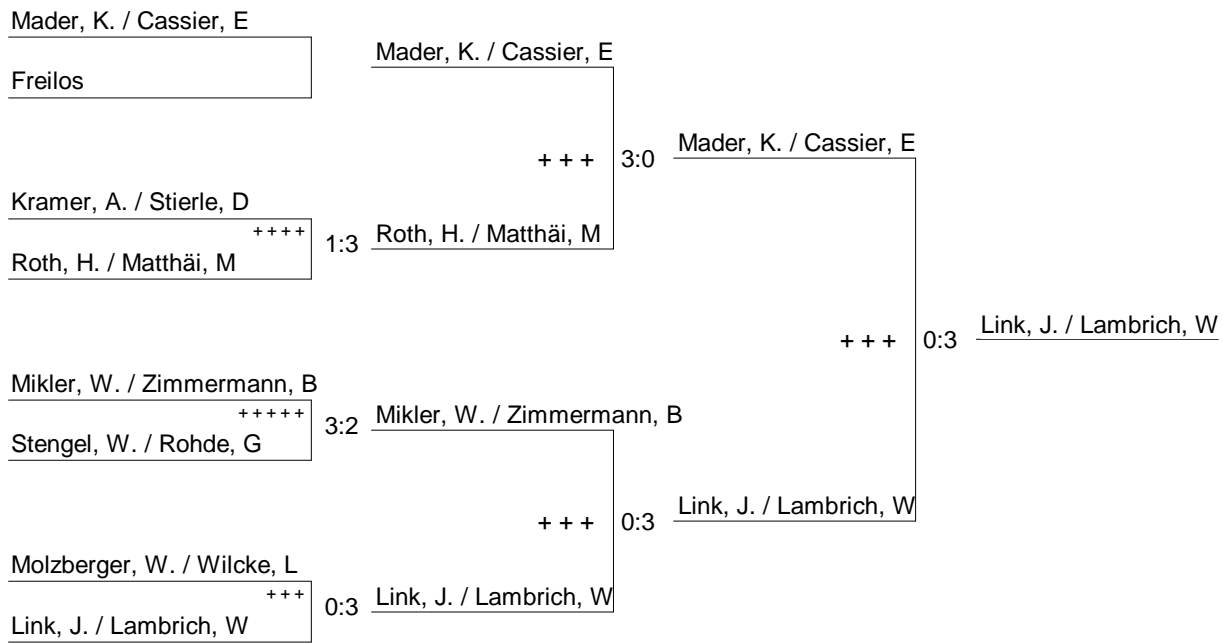 Mader, K. / Cassier, E
Freilos
Kramer, A. / Stierle, D
++++
Roth, H. / Matthäi, M
1:3
Mikler, W. / Zimmermann, B
+++++
Stengel, W. / Rohde, G
3:2
Molzberger, W. / Wilcke, L
+++
Link, J. / Lambrich, W
0:3
Mader, K. / Cassier, E
+ + +
3:0
Roth, H. / Matthäi, M
Mikler, W. / Zimmermann, B
+ + +
0:3
Link, J. / Lambrich, W
Mader, K. / Cassier, E
+ + +
0:3
Link, J. / Lambrich, W
Link, J. / Lambrich, W